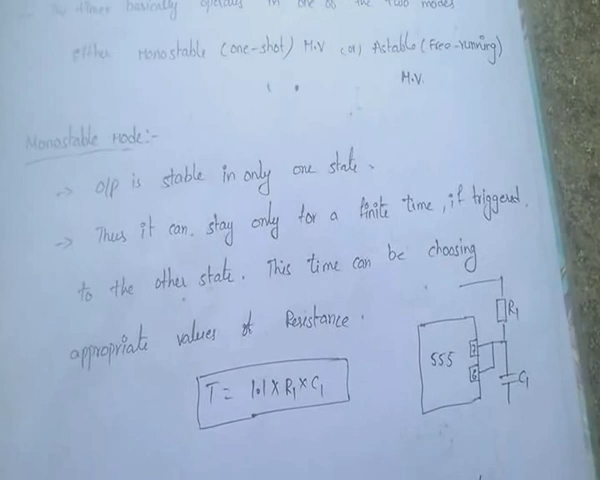 The timer basically operates in one of the two modes
either Monostable (one-shot) M.V (or) Astable (Free-running)
M.V.
Monostable Mode:-
-> O/P is stable in only one state.
-> Thus it can stay only for a finite time, if triggered
to the other state. This time can be choosing
appropriate values of Resistance.
T = 1.1 X R1 X C1
555
7
6
R1
C1